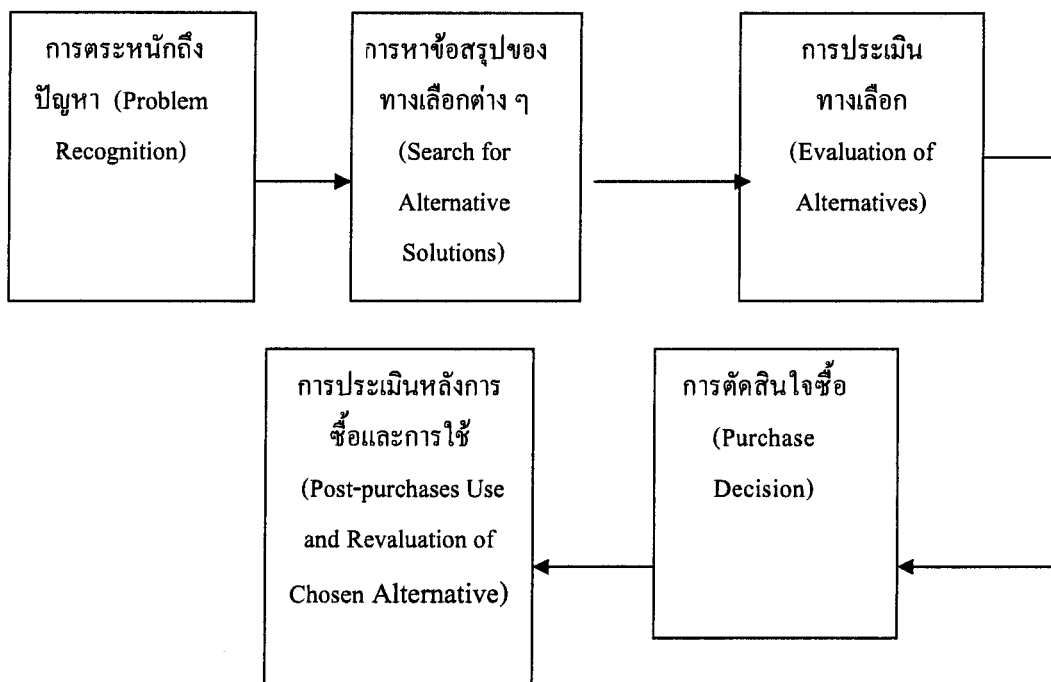 การตระหนักถึง
ปัญหา (Problem
Recognition)
การหาข้อสรุปของ
ทางเลือกต่าง ๆ
(Search for
Alternative
Solutions)
การประเมิน
ทางเลือก
(Evaluation of
Alternatives)
การตัดสินใจซื้อ
(Purchase
Decision)
การประเมินหลังการ
ซื้อและการใช้
(Post-purchases Use
and Revaluation of
Chosen Alternative)